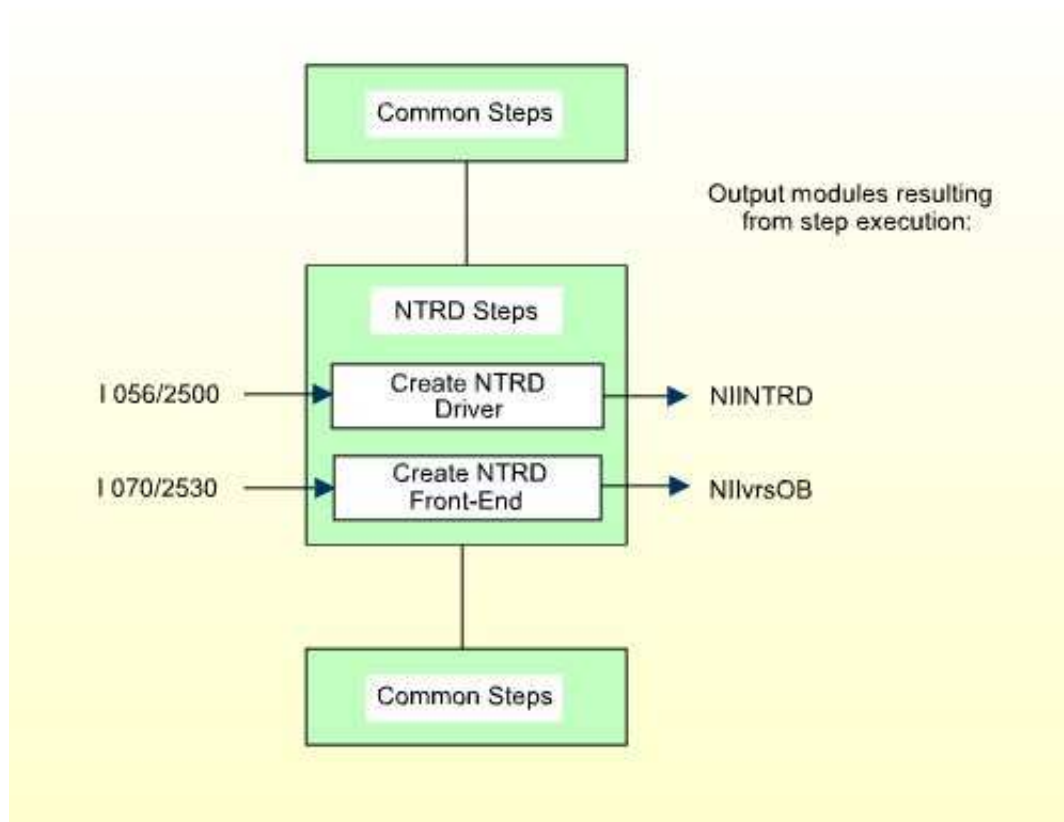 Common Steps
Output modules resulting
from step execution:
NTRD Steps
I 056/2500
Create NTRD
Driver
NIINTRD
I 070/2530
Create NTRD
Front-End
NIIvrsOB
Common Steps